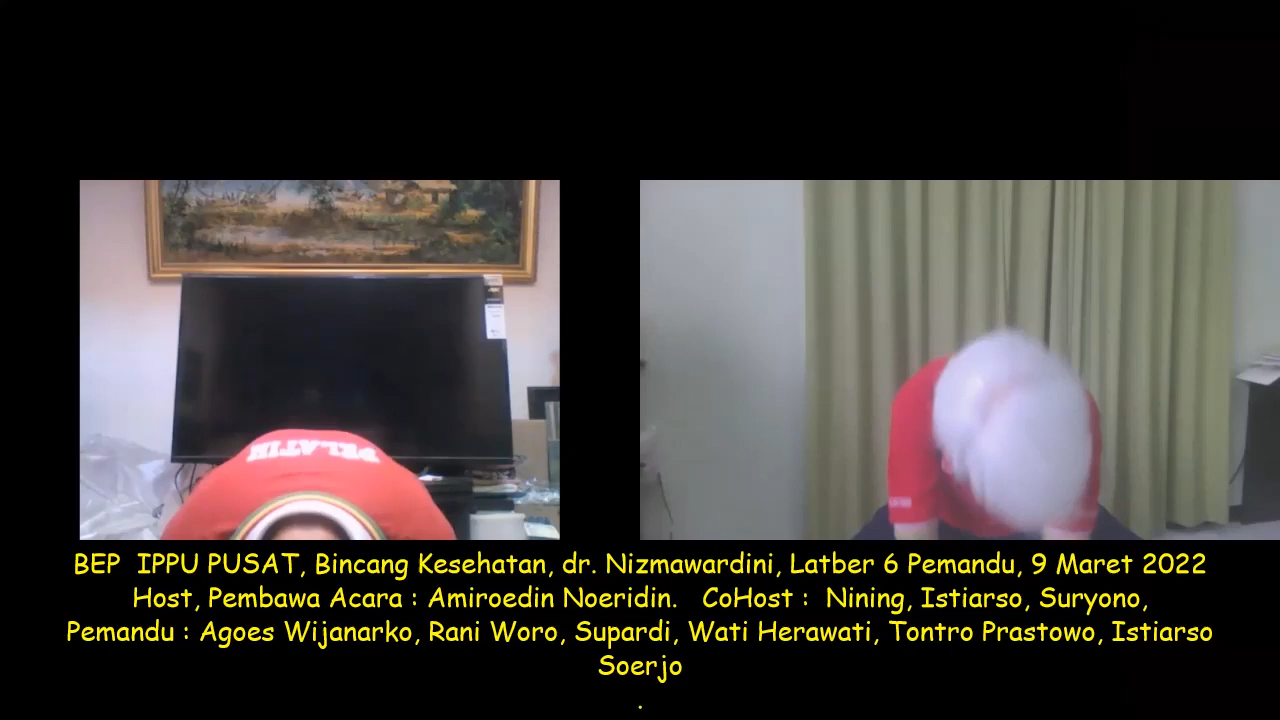 PELATIH
BEP  IPPU PUSAT, Bincang Kesehatan, dr. Nizmawardini, Latber 6 Pemandu, 9 Maret 2022
Host, Pembawa Acara : Amiroedin Noeridin.   CoHost :  Nining, Istiarso, Suryono,
Pemandu : Agoes Wijanarko, Rani Woro, Supardi, Wati Herawati, Tontro Prastowo, Istiarso
Soerjo
.